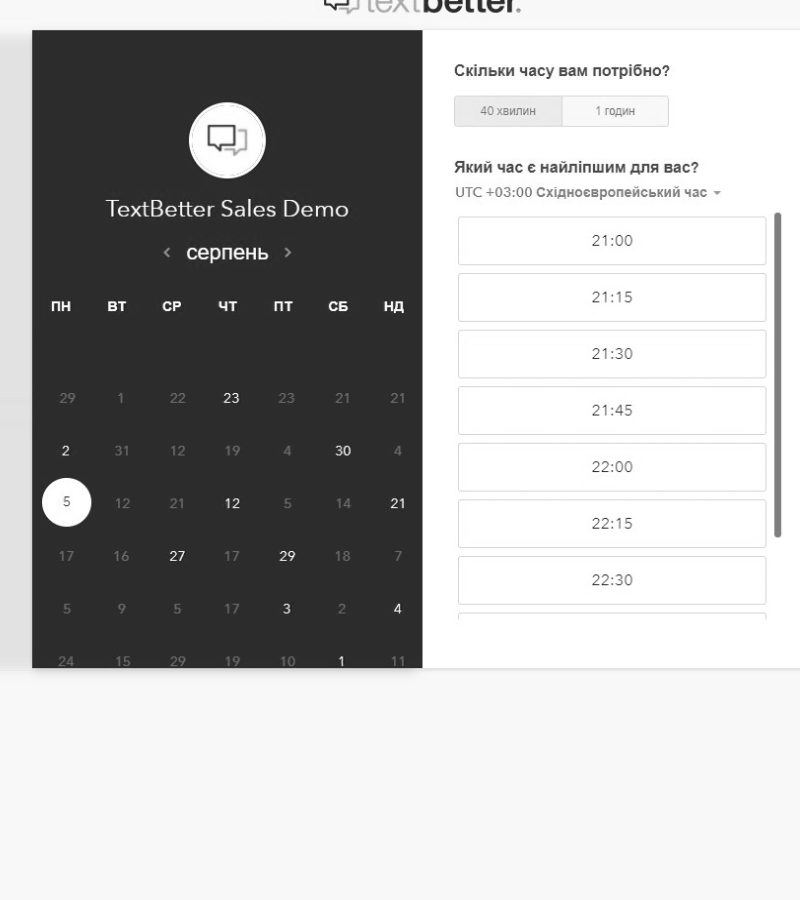 textbetter.
TextBetter Sales Demo
< серпень >
ПН ВТ СР ЧТ ПТ СБ НД
29 1 22 23 23 21 21
2 31 12 19 4 30 4
5 12 21 12 5 14 21
17 16 27 17 29 18 7
5 9 5 17 3 2 4
24 15 29 19 10 1 11
Скільки часу вам потрібно?
40 хвилин 1 годин
Який час є найліпшим для вас?
UTC +03:00 Східноєвропейський час
21:00
21:15
21:30
21:45
22:00
22:15
22:30